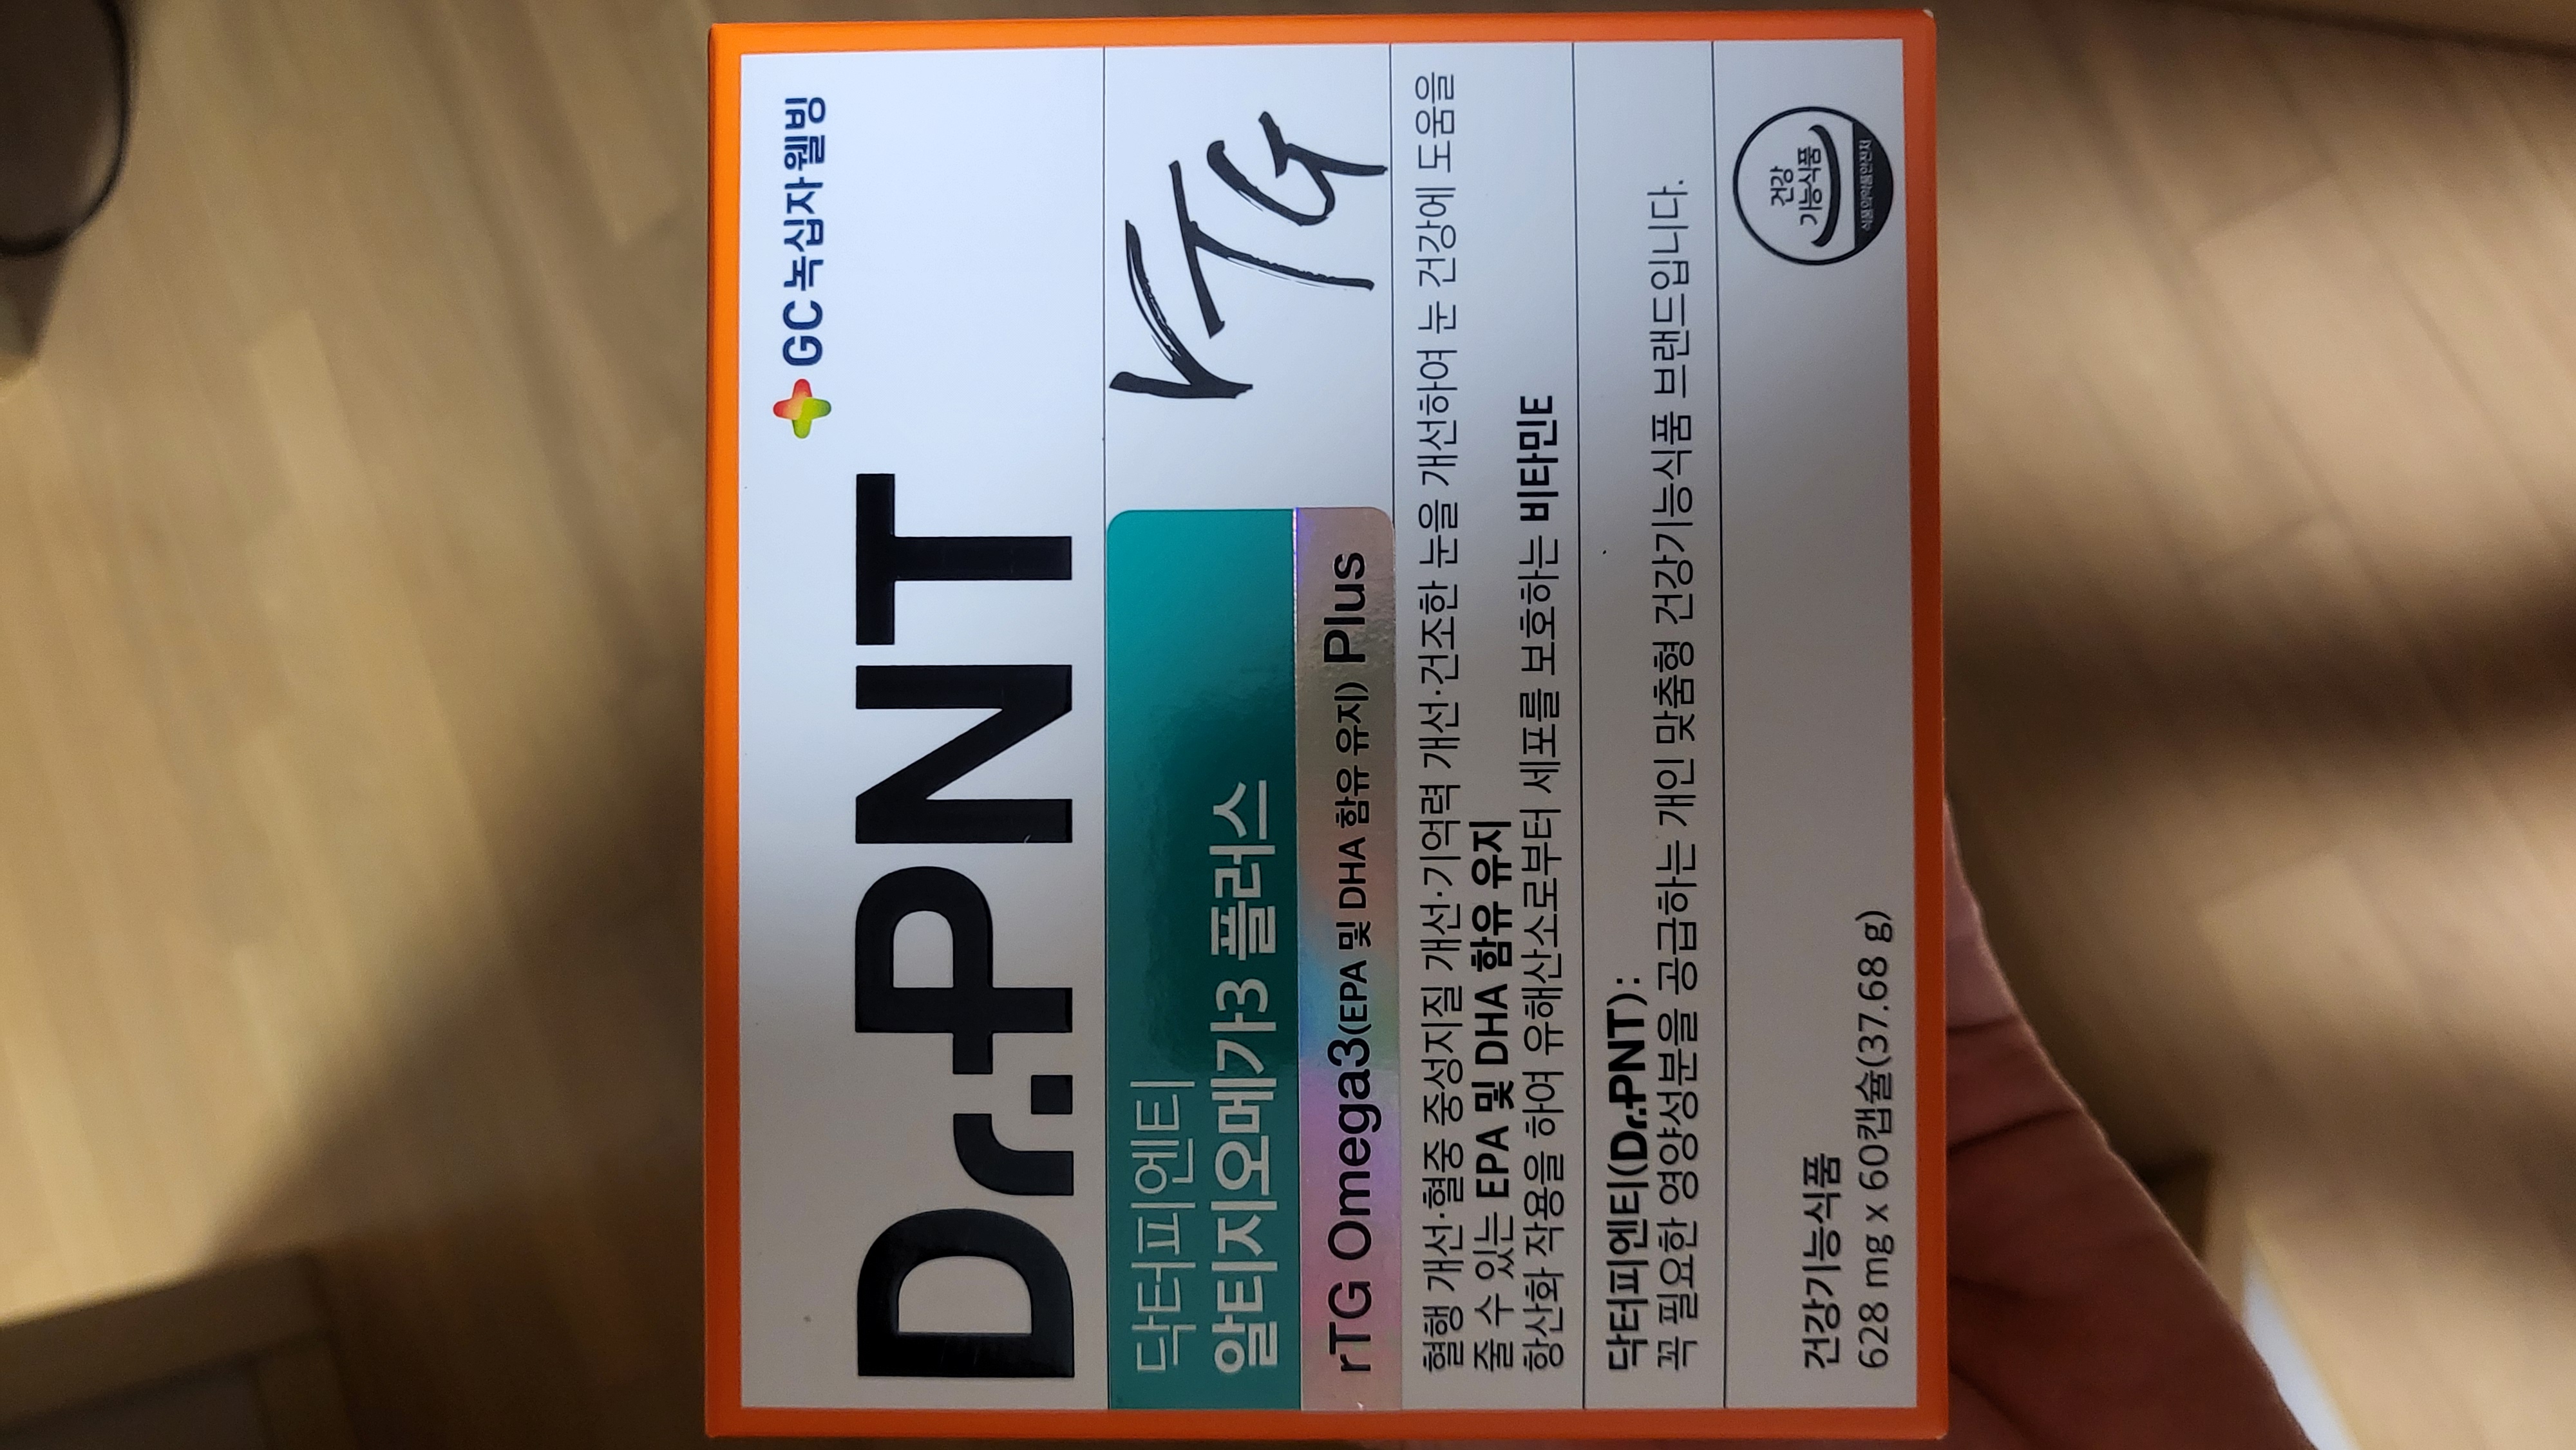 GC녹십자웰빙
Dr.PNT
닥터피엔티
알티지오메가3 플러스
rTG
rTG Omega3(EPA 및 DHA 함유 유지) Plus
혈행 개선·혈중 중성지질 개선·기억력 개선·건조한 눈을 개선하여 눈 건강에 도움을
줄 수 있는 EPA 및 DHA 함유 유지
항산화 작용을 하여 유해산소로부터 세포를 보호하는 비타민E
닥터피엔티(Dr.PNT):
꼭 필요한 영양성분을 공급하는 개인 맞춤형 건강기능식품 브랜드입니다.
건강기능식품
628 mg x 60캡슐(37.68 g)
건강
기능식품
식품의약품안전처